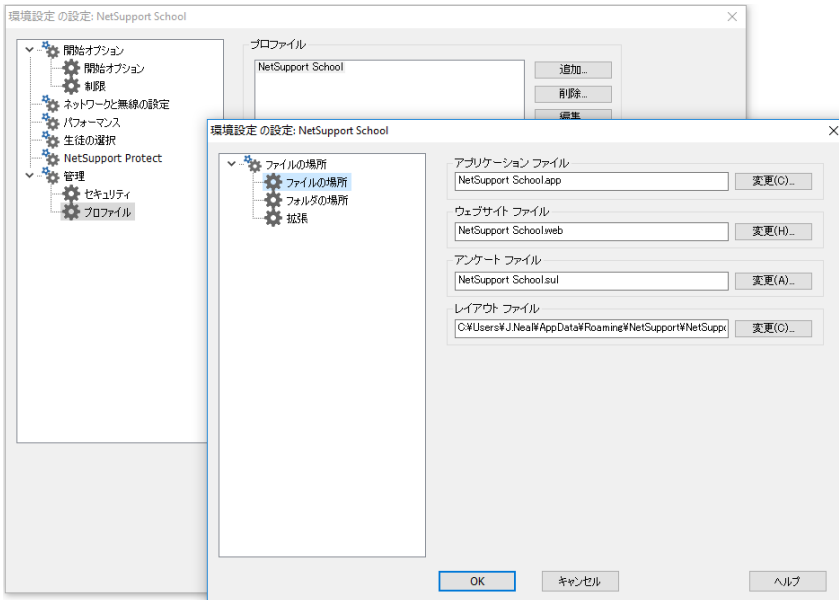 環境設定 の設定: NetSupport School
開始オプション
開始オプション
制限
ネットワークと無線の設定
パフォーマンス
生徒の選択
NetSupport Protect
管理
セキュリティ
プロファイル
プロファイル
NetSupport School
追加...
削除...
編集
環境設定 の設定: NetSupport School
ファイルの場所
ファイルの場所
フォルダの場所
拡張
アプリケーション ファイル
NetSupport School.app
変更(C)...
ウェブサイト ファイル
NetSupport School.web
変更(H)...
アンケート ファイル
NetSupport School.sul
変更(A)...
レイアウト ファイル
C:¥Users¥J.Neal¥AppData¥Roaming¥NetSupport¥NetSuppo
変更(C)...
OK
キャンセル
ヘルプ